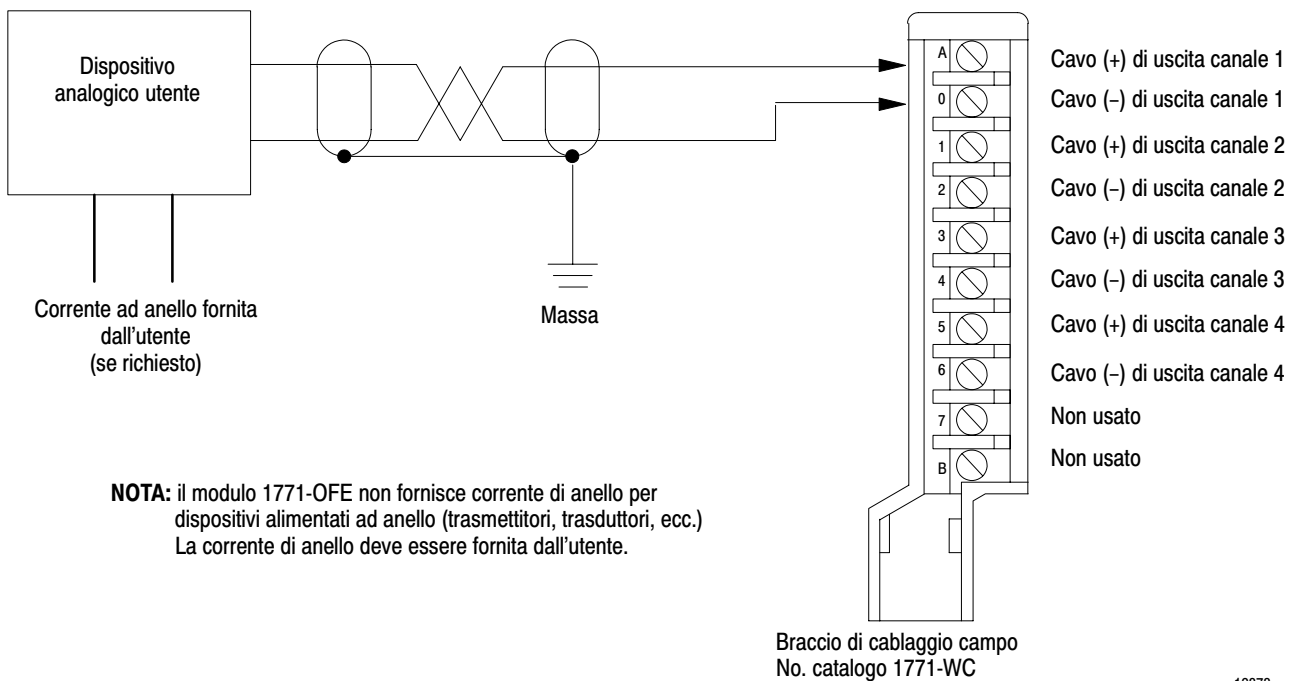 Dispositivo
analogico utente
Corrente ad anello fornita
dall'utente
(se richiesto)
Massa
A
0
1
2
3
4
5
6
7
B
Cavo (+) di uscita canale 1
Cavo (–) di uscita canale 1
Cavo (+) di uscita canale 2
Cavo (–) di uscita canale 2
Cavo (+) di uscita canale 3
Cavo (–) di uscita canale 3
Cavo (+) di uscita canale 4
Cavo (–) di uscita canale 4
Non usato
Non usato
NOTA: il modulo 1771-OFE non fornisce corrente di anello per
dispositivi alimentati ad anello (trasmettitori, trasduttori, ecc.)
La corrente di anello deve essere fornita dall'utente.
Braccio di cablaggio campo
No. catalogo 1771-WC